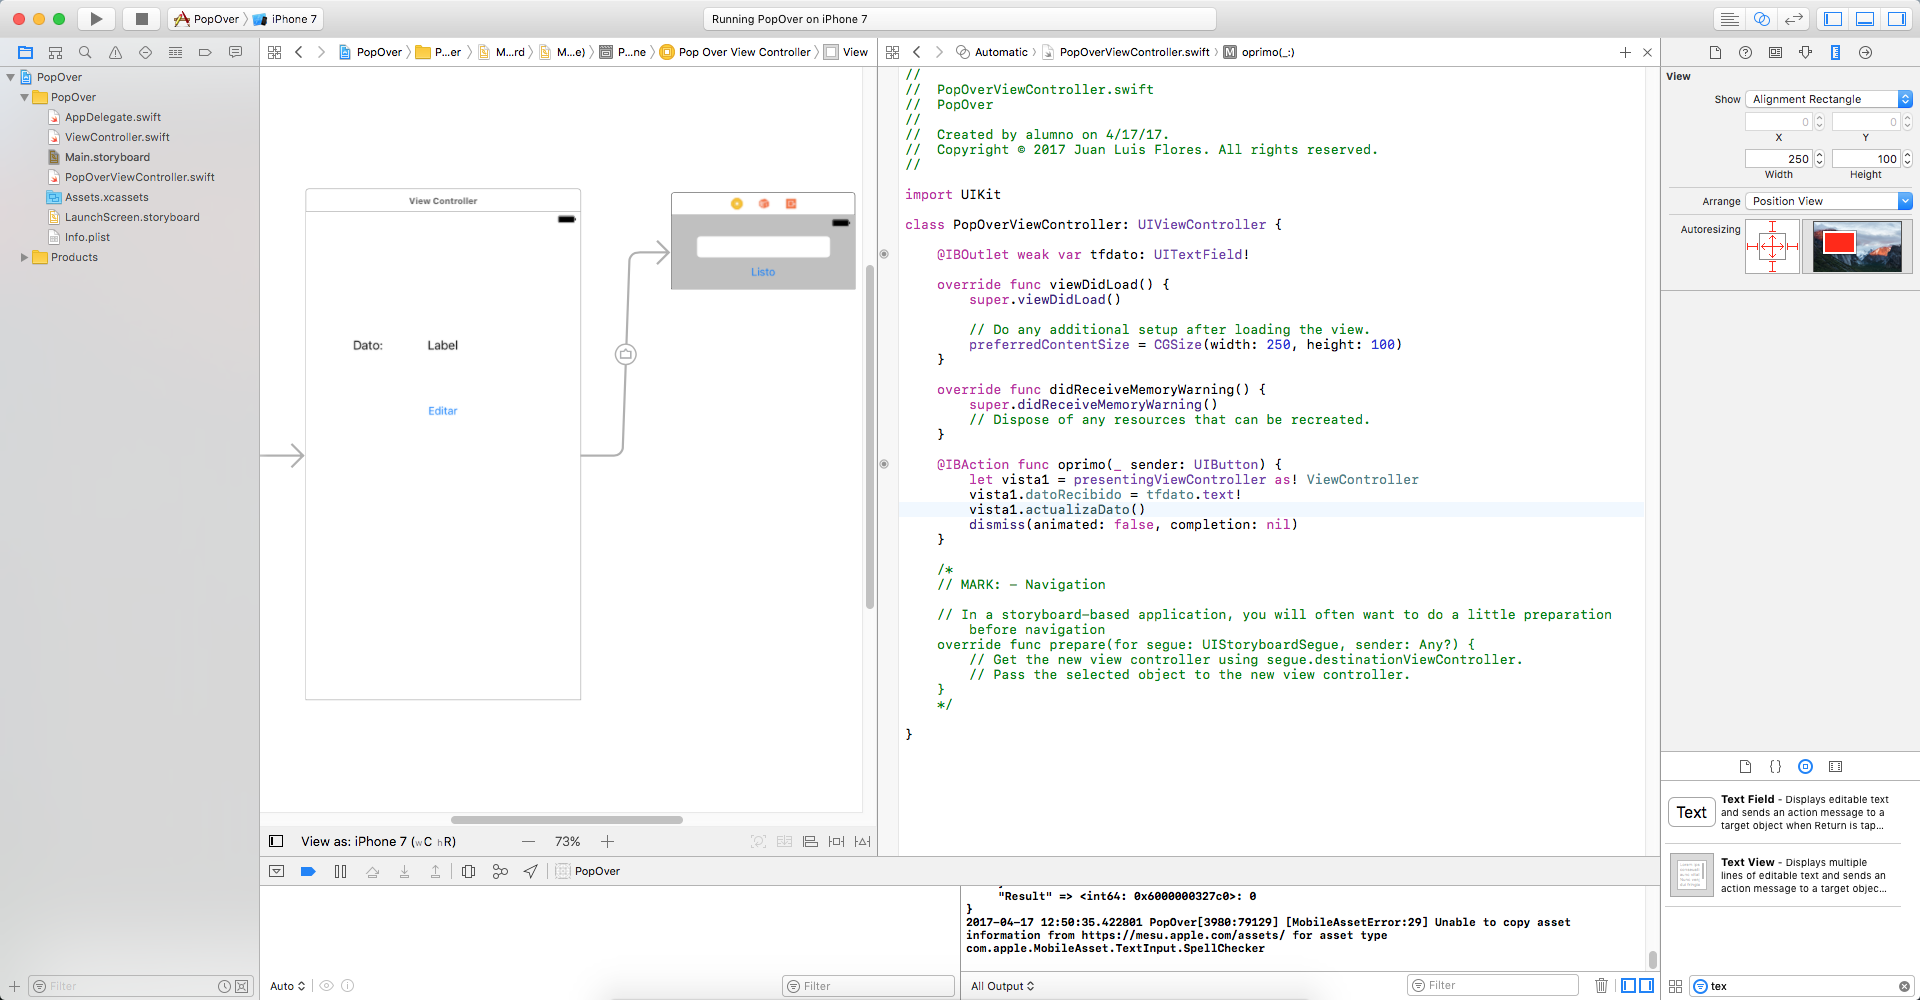 PopOver
iPhone 7
Running PopOver on iPhone 7
PopOver
P...er
M...rd
M...e)
P...ne
Pop Over View Controller
View
Automatic
PopOverViewController.swift
M
oprimo(_:)
PopOver
PopOver
AppDelegate.swift
ViewController.swift
Main.storyboard
PopOverViewController.swift
Assets.xcassets
LaunchScreen.storyboard
Info.plist
Products
Filter
View Controller
Dato:
Label
Editar
Listo
View as: iPhone 7 (wC hR)
73%
//
//  PopOverViewController.swift
//  PopOver
//
//  Created by alumno on 4/17/17.
//  Copyright © 2017 Juan Luis Flores. All rights reserved.
//
import UIKit
class PopOverViewController: UIViewController {
@IBOutlet weak var tfdato: UITextField!
override func viewDidLoad() {
super.viewDidLoad()
// Do any additional setup after loading the view.
preferredContentSize = CGSize(width: 250, height: 100)
}
override func didReceiveMemoryWarning() {
super.didReceiveMemoryWarning()
// Dispose of any resources that can be recreated.
}
@IBAction func oprimo(_ sender: UIButton) {
let vista1 = presentingViewController as! ViewController
vista1.datoRecibido = tfdato.text!
vista1.actualizaDato()
dismiss(animated: false, completion: nil)
}
/*
// MARK: - Navigation
// In a storyboard-based application, you will often want to do a little preparation
before navigation
override func prepare(for segue: UIStoryboardSegue, sender: Any?) {
// Get the new view controller using segue.destinationViewController.
// Pass the selected object to the new view controller.
}
*/
}
View
Show
Alignment Rectangle
0
0
X
Y
250
100
Width
Height
Arrange
Position View
Autoresizing
Text
Text Field - Displays editable text
and sends an action message to a
target object when Return is tap...
Text View - Displays multiple
lines of editable text and sends an
action message to a target objec...
tex
PopOver
"Result" => <int64: 0x6000000327c0>: 0
}
2017-04-17 12:50:35.422801 PopOver[3980:79129] [MobileAssetError:29] Unable to copy asset
information from https://mesu.apple.com/assets/ for asset type
com.apple.MobileAsset.TextInput.SpellChecker
Auto
Filter
All Output
Filter